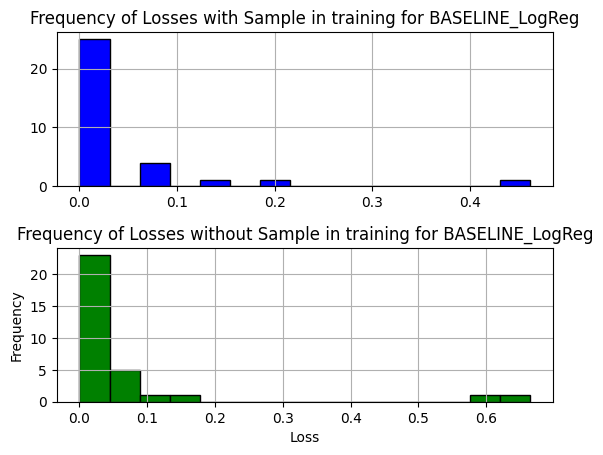 Frequency of Losses with Sample in training for BASELINE_LogReg
20
10
0
0.0 0.1 0.2 0.3 0.4
Frequency of Losses without Sample in training for BASELINE_LogReg
Frequency
20
15
10
5
0
0.0 0.1 0.2 0.3 0.4 0.5 0.6
Loss